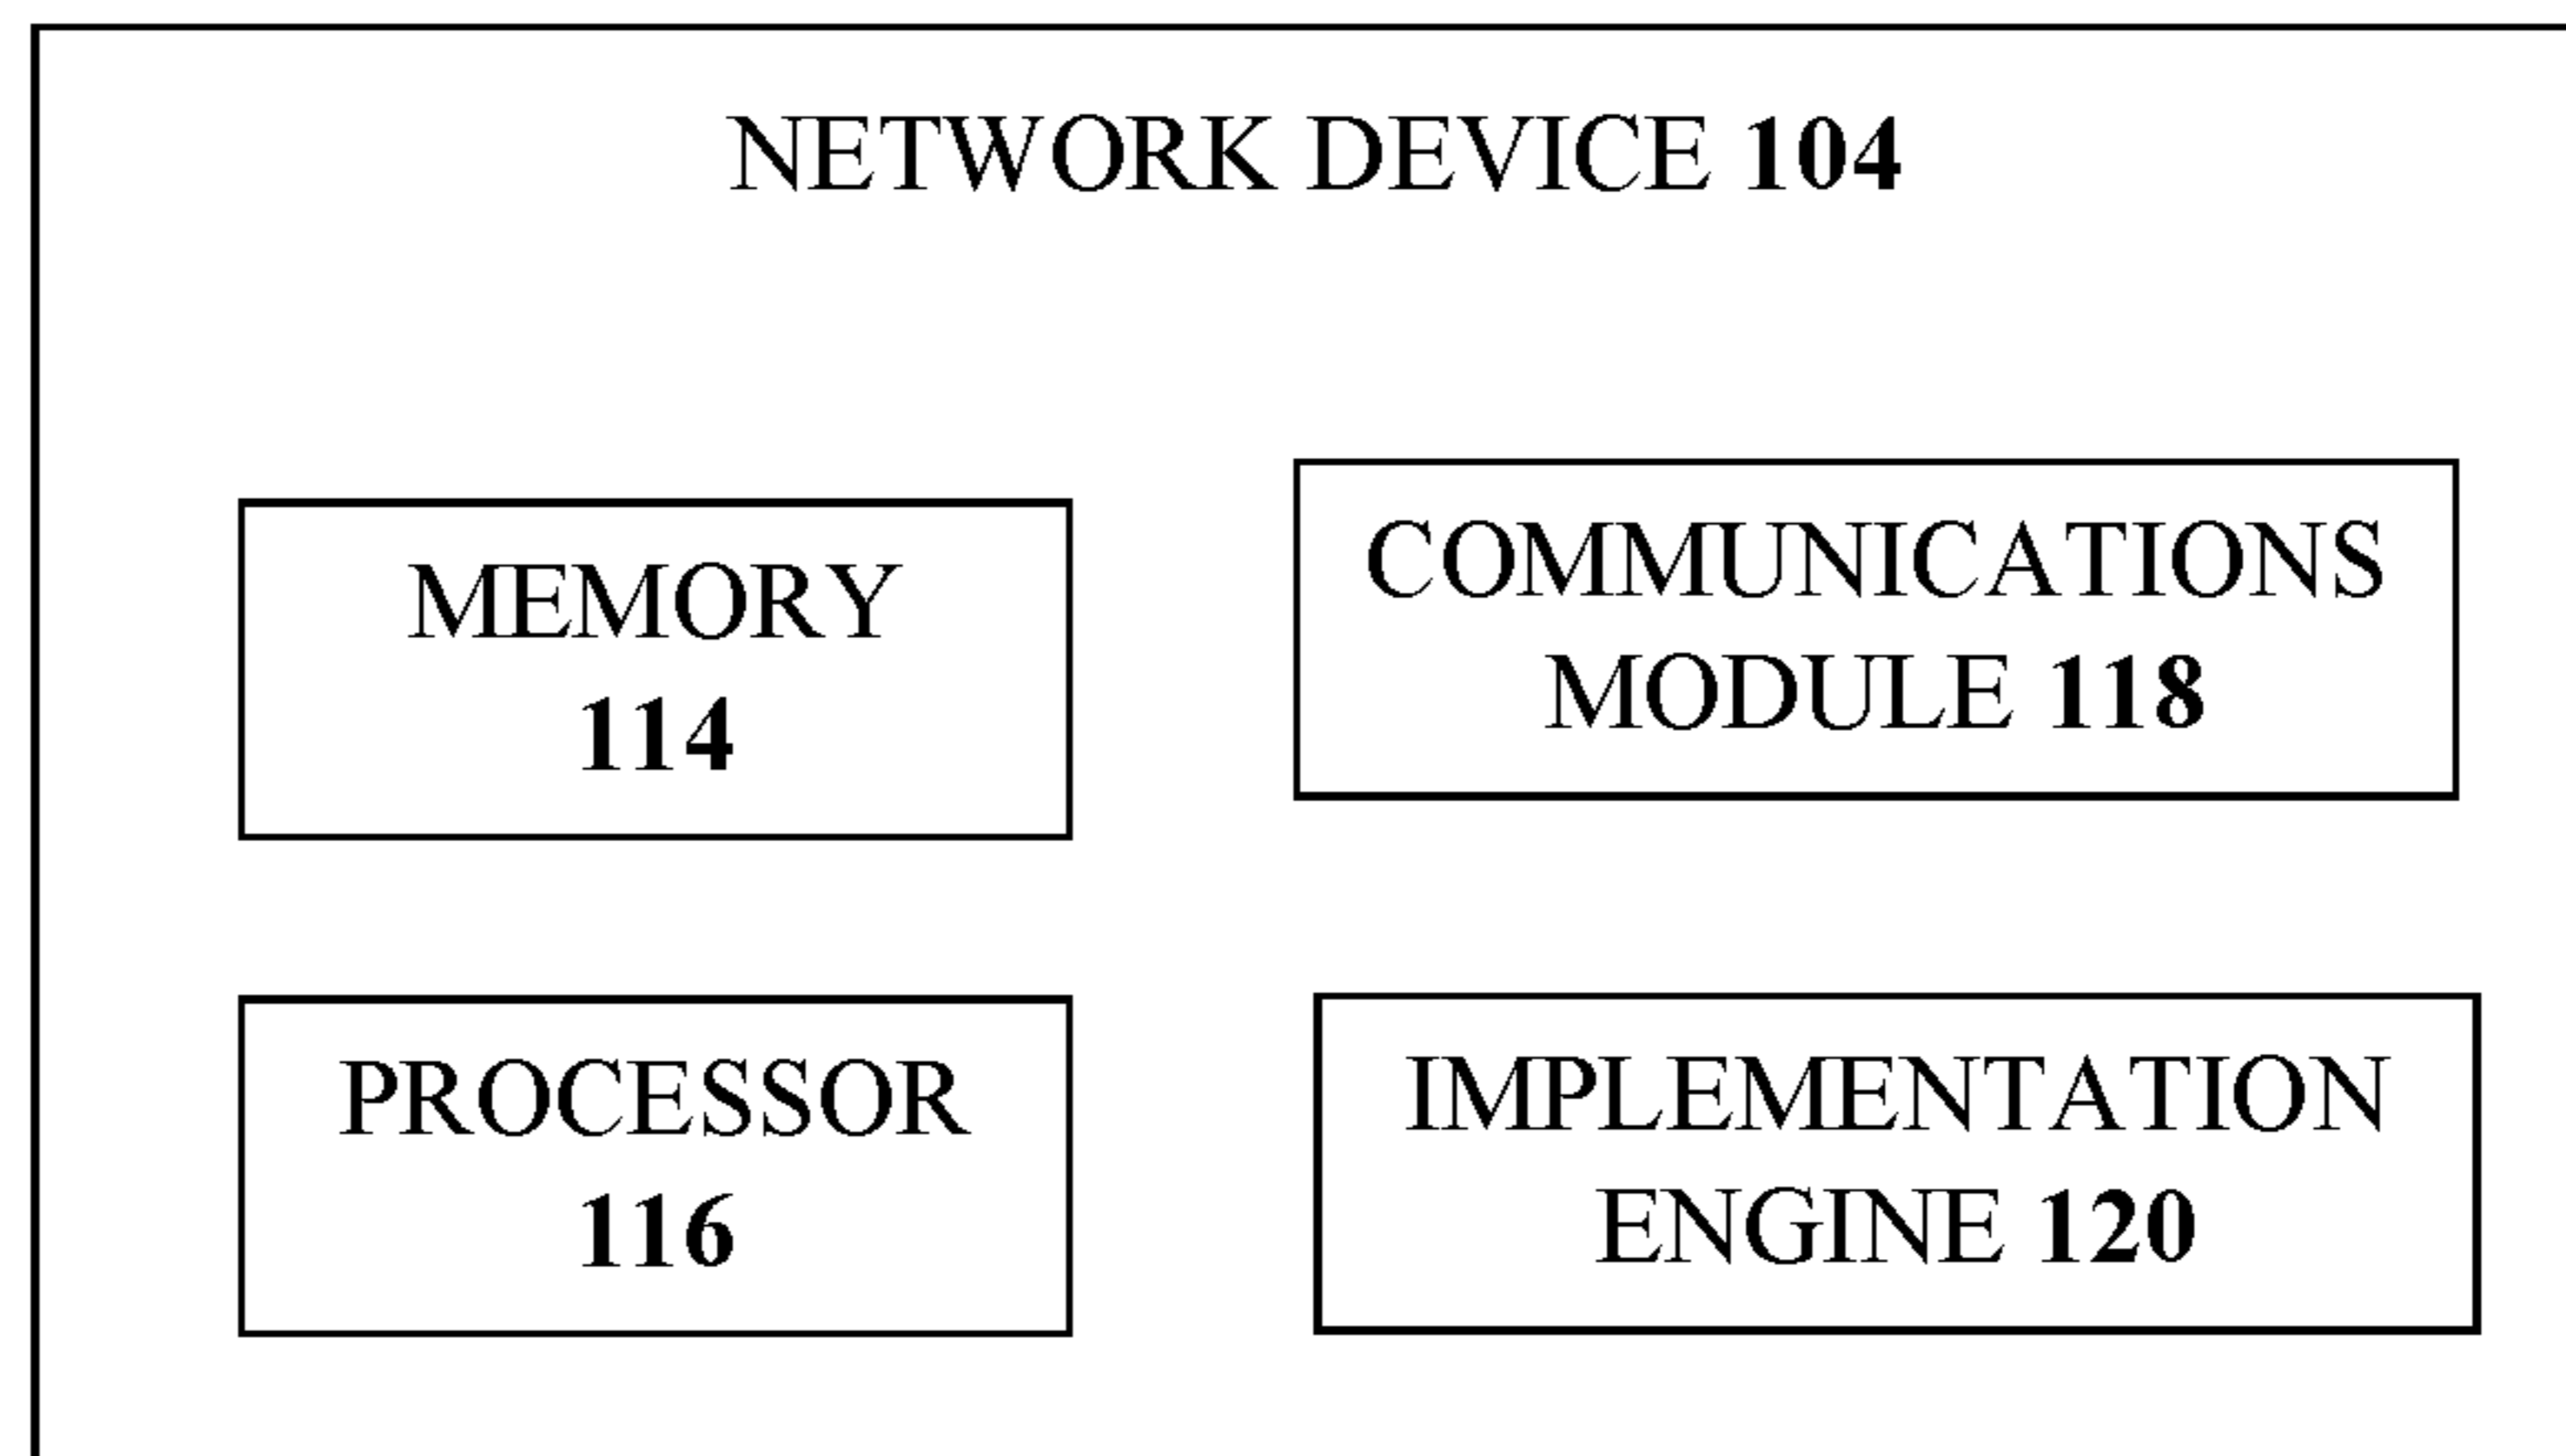 NETWORK DEVICE 104
MEMORY
114
COMMUNICATIONS
MODULE 118
PROCESSOR
116
IMPLEMENTATION
ENGINE 120